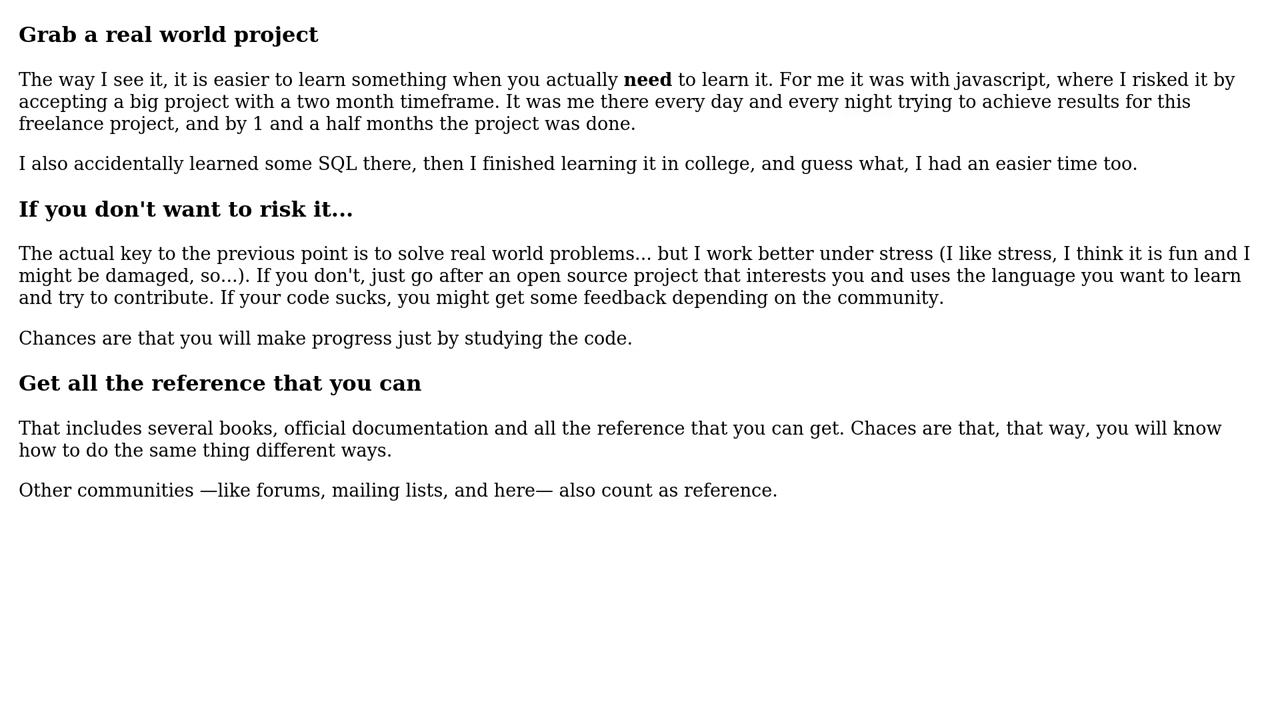 Grab a real world project
The way I see it, it is easier to learn something when you actually need to learn it. For me it was with javascript, where I risked it by
accepting a big project with a two month timeframe. It was me there every day and every night trying to achieve results for this
freelance project, and by 1 and a half months the project was done.
I also accidentally learned some SQL there, then I finished learning it in college, and guess what, I had an easier time too.
If you don't want to risk it...
The actual key to the previous point is to solve real world problems... but I work better under stress (I like stress, I think it is fun and I
might be damaged, so...). If you don't, just go after an open source project that interests you and uses the language you want to learn
and try to contribute. If your code sucks, you might get some feedback depending on the community.
Chances are that you will make progress just by studying the code.
Get all the reference that you can
That includes several books, official documentation and all the reference that you can get. Chaces are that, that way, you will know
how to do the same thing different ways.
Other communities —like forums, mailing lists, and here— also count as reference.